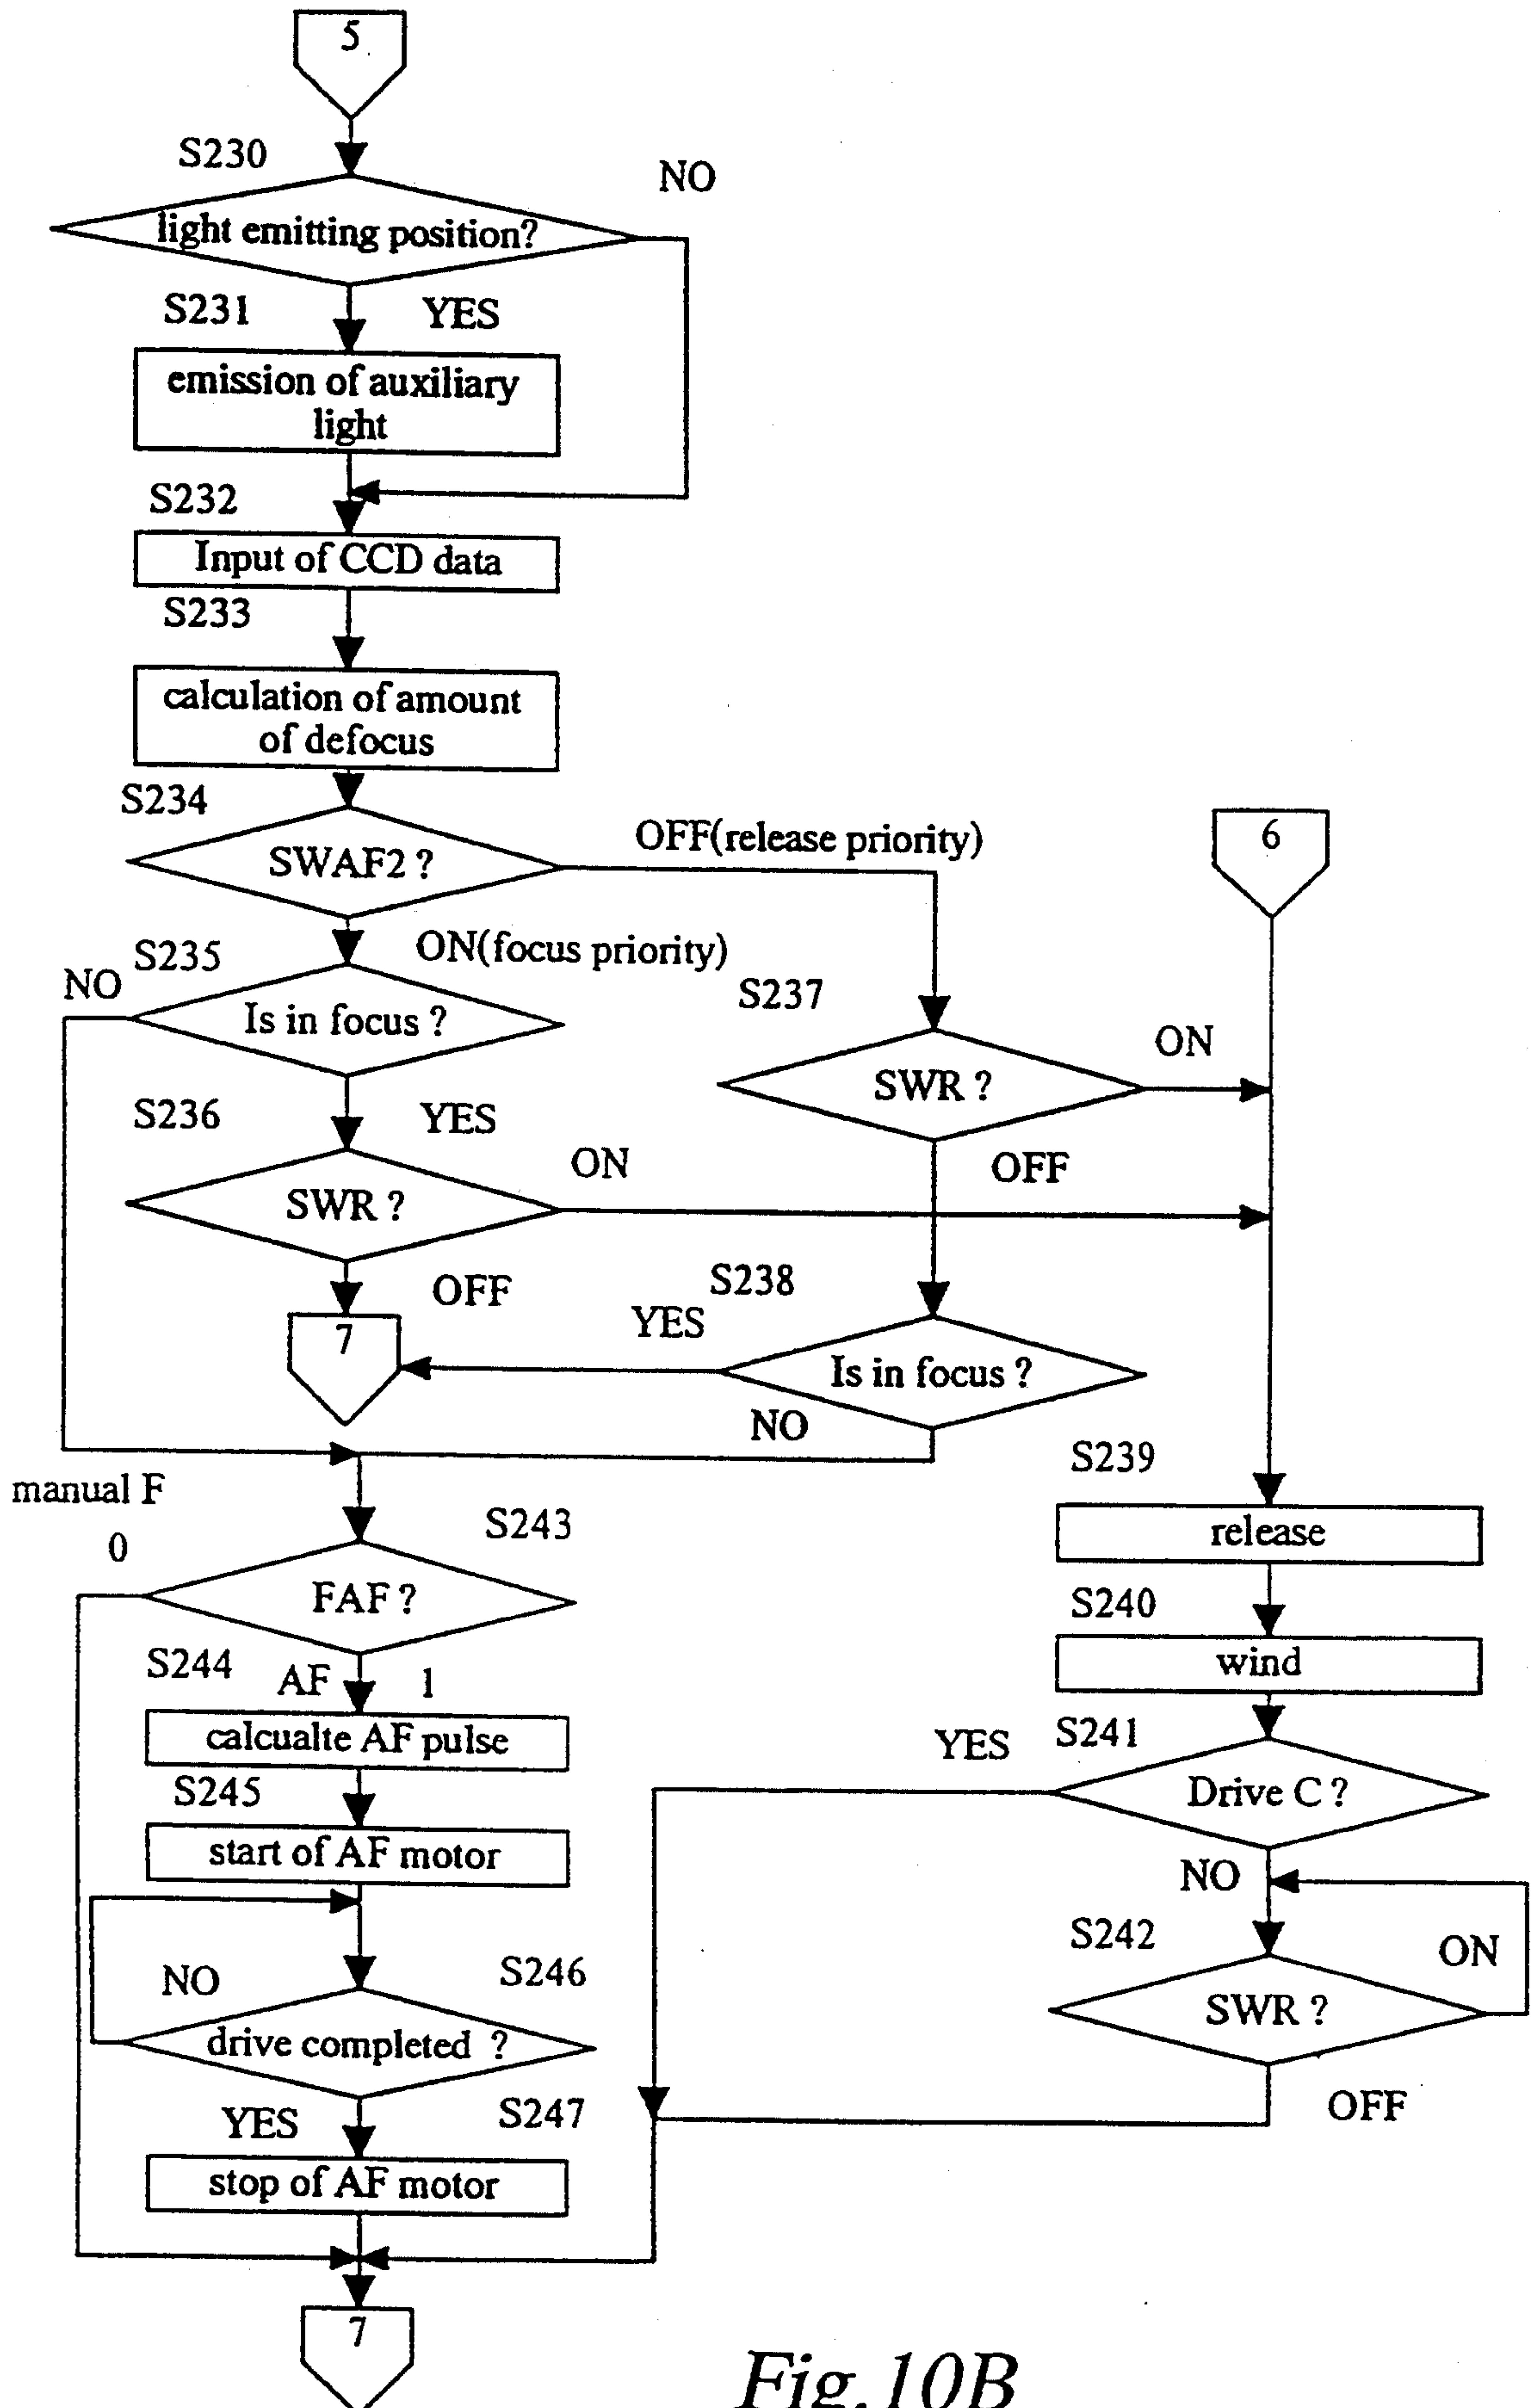 5
S230
NO
light emitting position?
S231
YES
emission of auxiliary
light
S232
Input of CCD data
S233
calculation of amount
of defocus
S234
OFF(release priority)
6
SWAF2 ?
S235
ON(focus priority)
NO
S237
Is in focus ?
ON
SWR ?
S236
YES
ON
OFF
SWR ?
S238
OFF
YES
7
Is in focus ?
NO
S239
manual F
S243
0
release
FAF ?
S240
S244
AF
1
wind
calcualte AF pulse
S241
YES
S245
Drive C ?
start of AF motor
NO
S242
ON
S246
NO
SWR ?
drive completed ?
S247
OFF
YES
stop of AF motor
7
Fig.10B